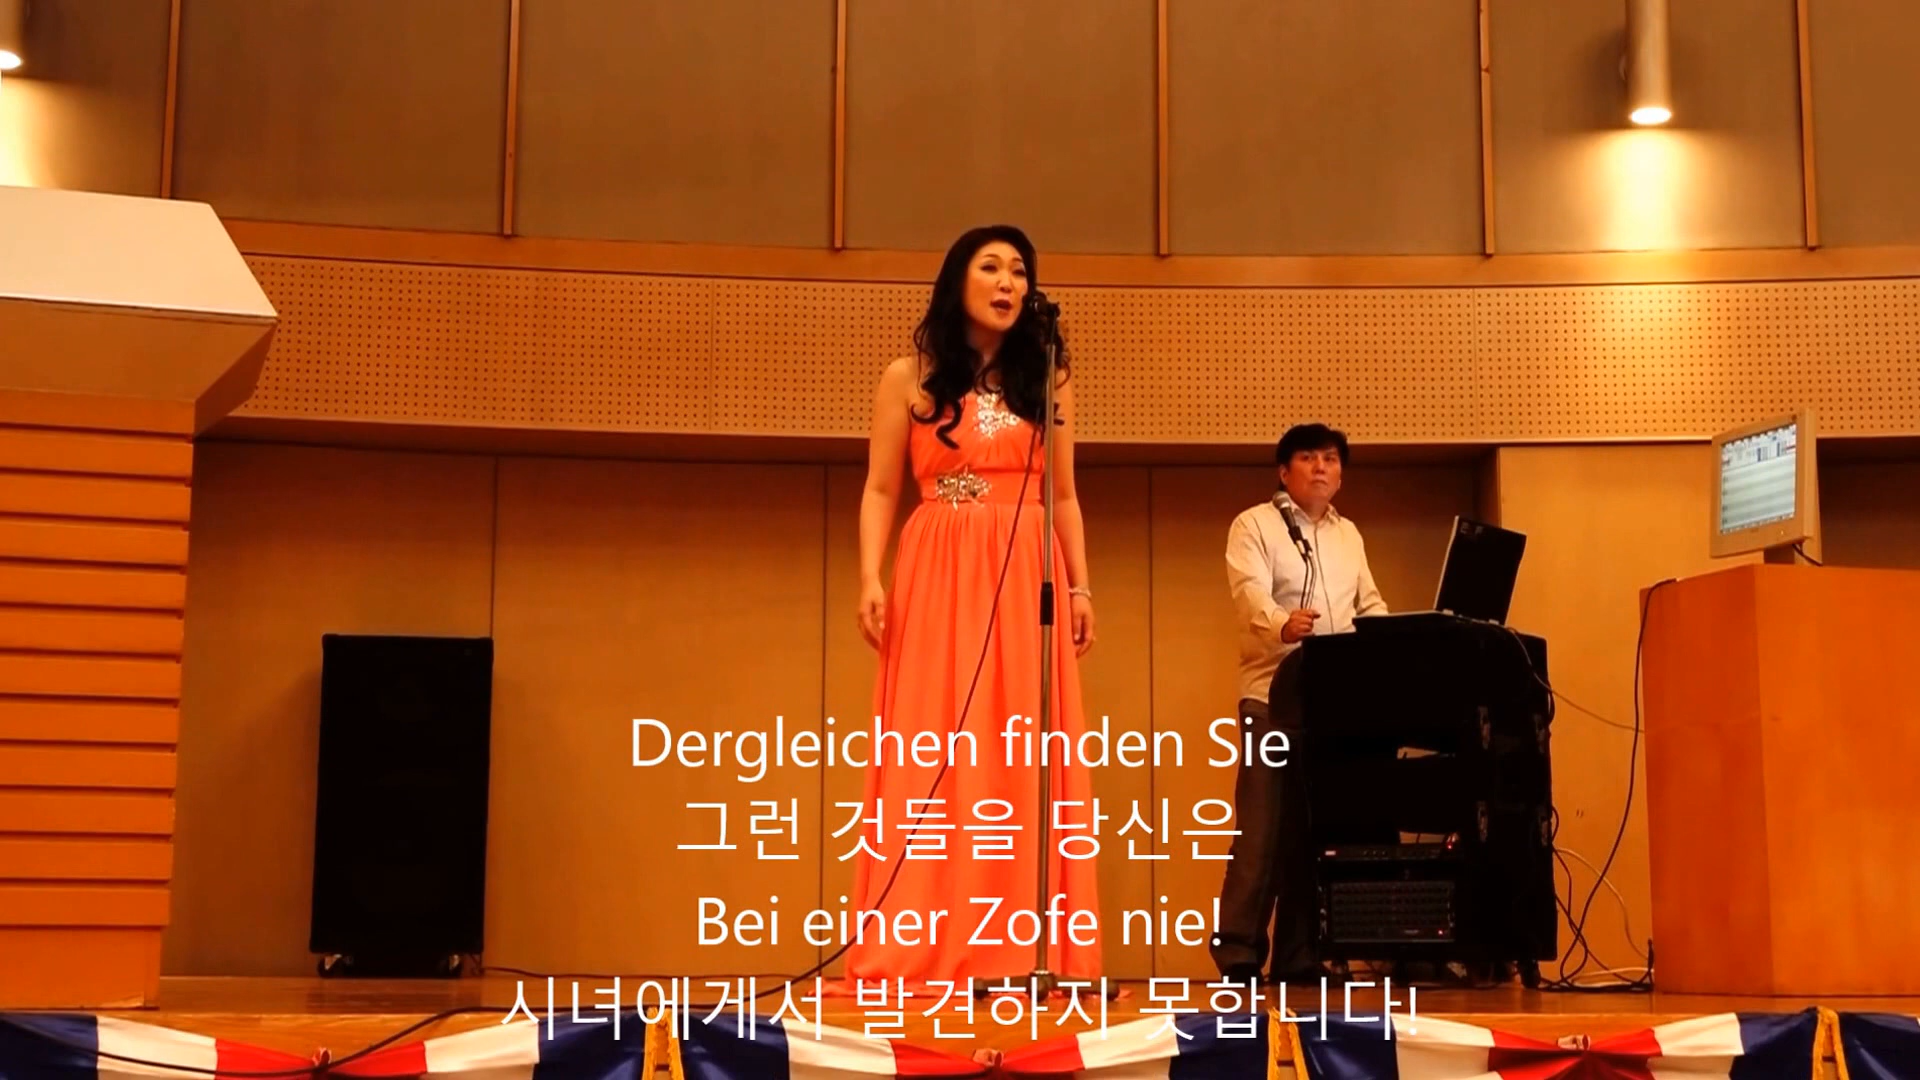 Dergleichen finden Sie
그런 것들을 당신은
Bei einer Zofe nie!
시녀에게서 발견하지 못합니다!